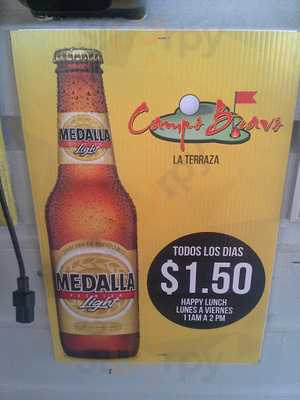 MEDALLA
Light
MEDALLA
PREMIUM
Light
Campo Bravo
LA TERRAZA
TODOS LOS DIAS
$1.50
HAPPY LUNCH
LUNES A VIERNES
11AM A 2 PM